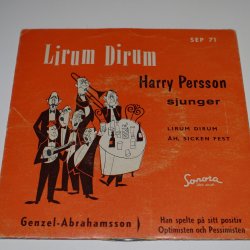 Lirum Dirum
SEP 71
Harry Persson
sjunger
LIRUM DIRUM
ÅH, SICKEN FEST
Sonora
Genzel-Abrahamsson)
Han spelte på sitt positiv
Optimisten och Pessimisten